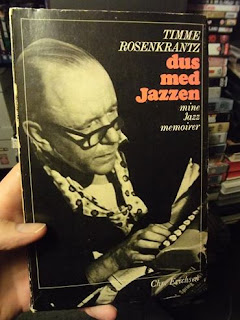 TIMME
ROSENKRANTZ
dus
med
Jazzen
mine
Jazz
memoirer
Chr. Erichsen